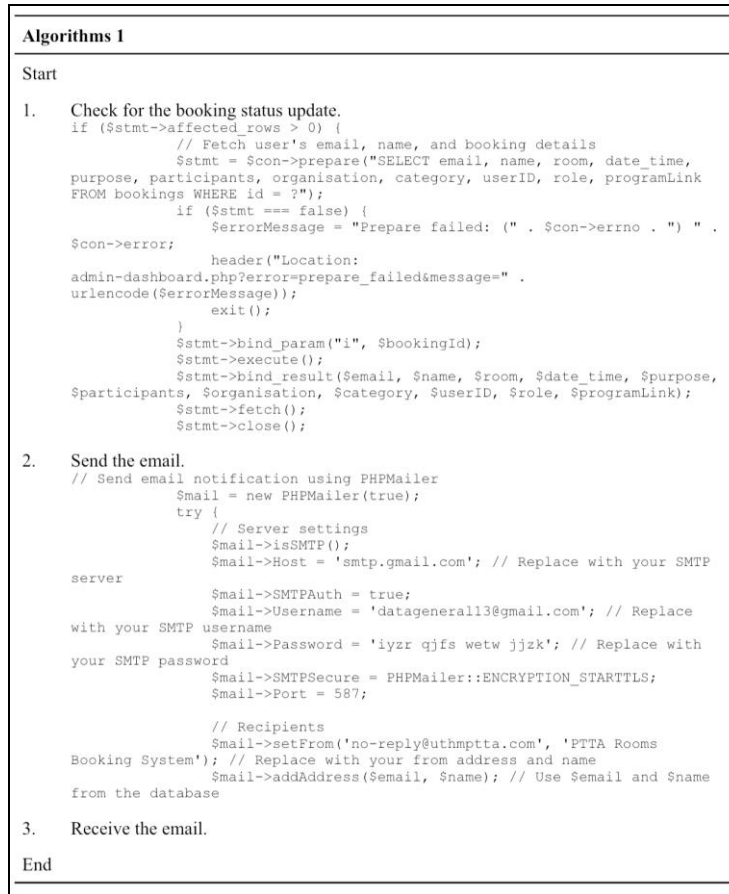 Algorithms 1
Start
1. Check for the booking status update.
if ($stmt->affected_rows > 0) {
// Fetch user's email, name, and booking details
$stmt = $con->prepare("SELECT email, name, room, date_time,
purpose, participants, organisation, category, userID, role, programLink
FROM bookings WHERE id = ?");
if ($stmt === false) {
$errorMessage = "Prepare failed: (" . $con->errno . ") " .
$con->error;
header("Location:
admin-dashboard.php?error=prepare_failed&message=" .
urlencode($errorMessage));
exit();
}
$stmt->bind_param("i", $bookingId);
$stmt->execute();
$stmt->bind_result($email, $name, $room, $date_time, $purpose,
$participants, $organisation, $category, $userID, $role, $programLink);
$stmt->fetch();
$stmt->close();
2. Send the email.
// Send email notification using PHPMailer
$mail = new PHPMailer(true);
try {
// Server settings
$mail->isSMTP();
$mail->Host = 'smtp.gmail.com'; // Replace with your SMTP
server
$mail->SMTPAuth = true;
$mail->Username = 'datageneral13@gmail.com'; // Replace
with your SMTP username
$mail->Password = 'iyzr qjfs wetw jjzk'; // Replace with
your SMTP password
$mail->SMTPSecure = PHPMailer::ENCRYPTION_STARTTLS;
$mail->Port = 587;
// Recipients
$mail->setFrom('no-reply@uthmptta.com', 'PTTA Rooms
Booking System'); // Replace with your from address and name
$mail->addAddress($email, $name); // Use $email and $name
from the database
3. Receive the email.
End